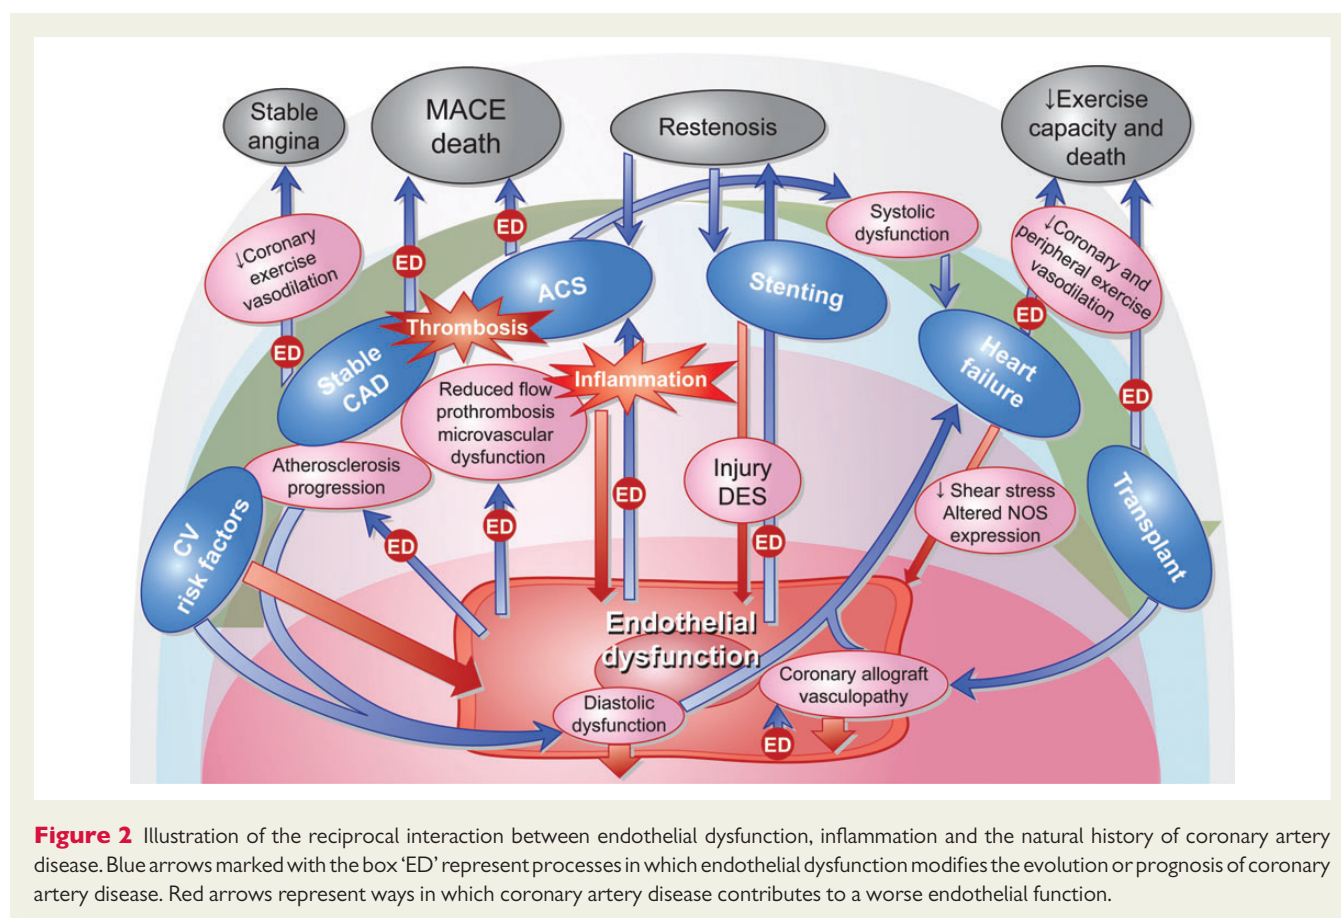 Stable
angina
MACE
death
Restenosis
↓Exercise
capacity and
death
↓Coronary
exercise
vasodilation
ED
ED
ED
Systolic
dysfunction
↓Coronary and
peripheral exercise
vasodilation
ED
ED
ACS
Stenting
Thrombosis
Stable
CAD
Inflammation
Heart
failure
Reduced flow
prothrombosis
microvascular
dysfunction
Atherosclerosis
progression
Injury
DES
↓ Shear stress
Altered NOS
expression
CV
risk factors
Transplant
ED
ED
ED
ED
Endothelial
dysfunction
Diastolic
dysfunction
Coronary allograft
vasculopathy
ED
Figure 2 Illustration of the reciprocal interaction between endothelial dysfunction, inflammation and the natural history of coronary artery
disease. Blue arrows marked with the box ‘ED’ represent processes in which endothelial dysfunction modifies the evolution or prognosis of coronary
artery disease. Red arrows represent ways in which coronary artery disease contributes to a worse endothelial function.